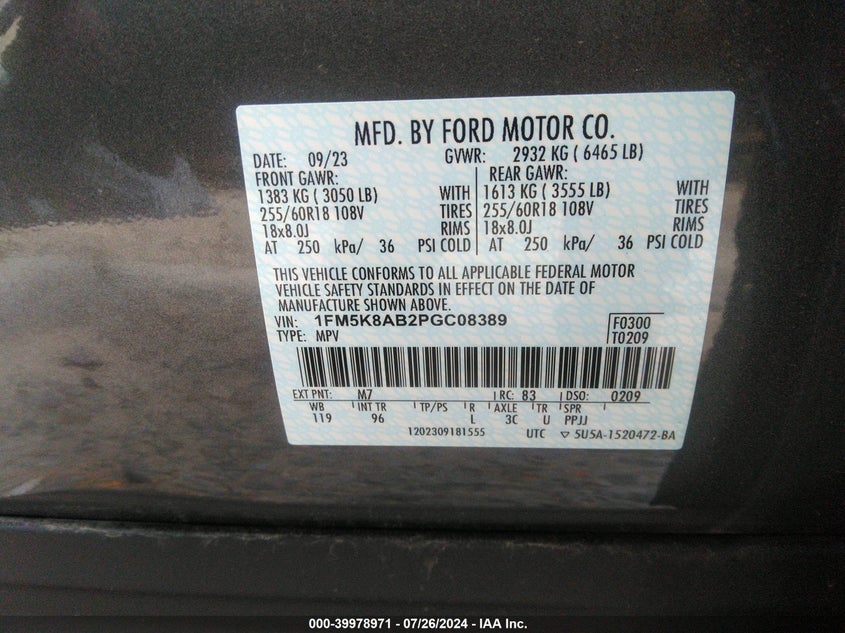 MFD. BY FORD MOTOR CO.
DATE: 09/23 GVWR: 2932 KG ( 6465 LB)
FRONT GAWR: REAR GAWR:
1383 KG ( 3050 LB) WITH 1613 KG ( 3555 LB) WITH
255/60R18 108V TIRES 255/60R18 108V TIRES
18x8.0J RIMS 18x8.0J RIMS
AT 250 kPa/ 36 PSI COLD AT 250 kPa/ 36 PSI COLD
THIS VEHICLE CONFORMS TO ALL APPLICABLE FEDERAL MOTOR
VEHICLE SAFETY STANDARDS IN EFFECT ON THE DATE OF
MANUFACTURE SHOWN ABOVE.
VIN: 1FM5K8AB2PGC08389 F0300
TYPE: MPV T0209
EXT PNT: M7 RC: 83 DSO: 0209
WB INT TR TP/PS R AXLE TR SPR
119 96 L 3C U PPJJ
1202309181555 UTC ▽ 5U5A-1520472-BA
000-39978971 - 07/26/2024 - IAA Inc.